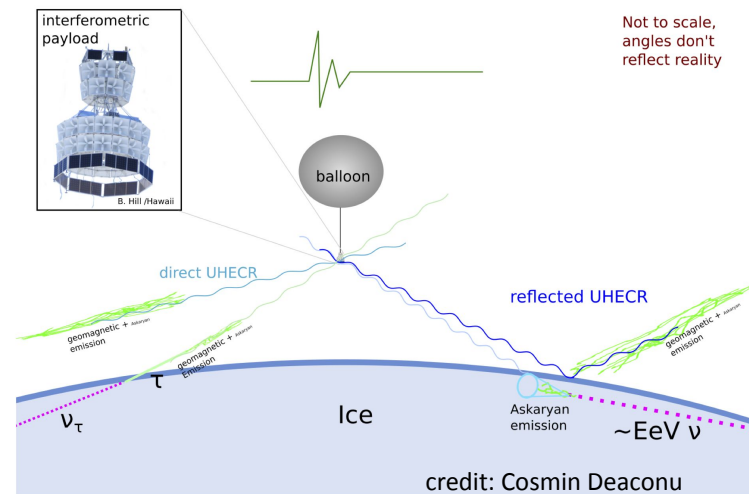 interferometric
payload
B. Hill /Hawaii
Not to scale,
angles don't
reflect reality
balloon
direct UHECR
reflected UHECR
geomagnetic + Askaryan
emission
geomagnetic + Askaryan
Emission
geomagnetic + Askaryan
emission
τ
ντ
Ice
Askaryan
emission
~EeV ν
credit: Cosmin Deaconu